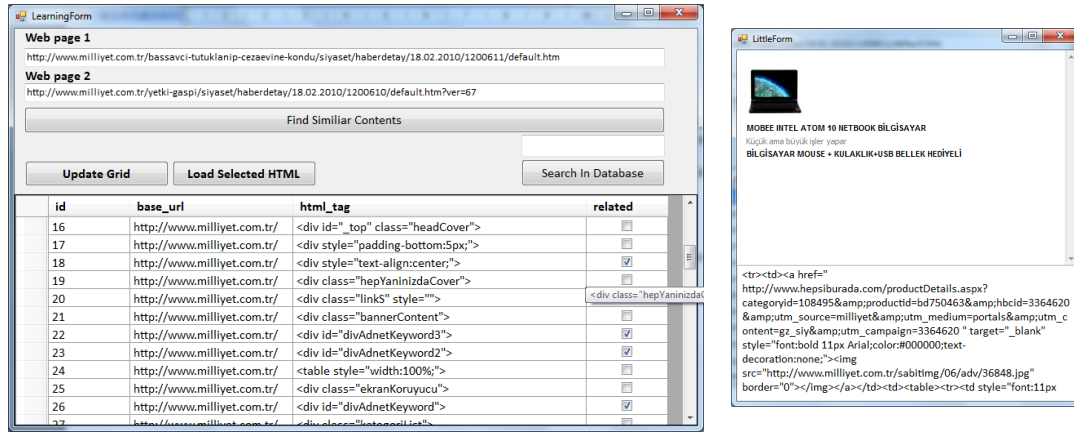 LearningForm
Web page 1
http://www.milliyet.com.tr/bassavci-tutuklanip-cezaevine-kondu/siyaset/haberdetay/18.02.2010/1200611/default.htm
Web page 2
http://www.milliyet.com.tr/yetki-gaspi/siyaset/haberdetay/18.02.2010/1200610/default.htm?ver=67
Find Similiar Contents
Update Grid Load Selected HTML Search In Database
id base_url html_tag related
16 http://www.milliyet.com.tr/ <div id="_top" class="headCover">
17 http://www.milliyet.com.tr/ <div style="padding-bottom:5px;">
18 http://www.milliyet.com.tr/ <div style="text-align:center;">
19 http://www.milliyet.com.tr/ <div class="hepYaninizdaCover">
20 http://www.milliyet.com.tr/ <div class="linkS" style="">
<div class="hepYaninizdaC
21 http://www.milliyet.com.tr/ <div class="bannerContent">
22 http://www.milliyet.com.tr/ <div id="divAdnetKeyword3">
23 http://www.milliyet.com.tr/ <div id="divAdnetKeyword2">
24 http://www.milliyet.com.tr/ <table style="width:100%;">
25 http://www.milliyet.com.tr/ <div class="ekranKoruyucu">
26 http://www.milliyet.com.tr/ <div id="divAdnetKeyword">
27 http://www.milliyet.com.tr/ <div class="kategoriList">
LittleForm
MOBEE INTEL ATOM 10 NETBOOK BİLGİSAYAR
Küçük ama büyük işler yapar
BİLGİSAYAR MOUSE + KULAKLIK+USB BELLEK HEDİYELİ
<tr><td><a href="
http://www.hepsiburada.com/productDetails.aspx?
categoryid=108495&amp;productid=bd750463&amp;hbcid=3364620
&amp;utm_source=milliyet&amp;utm_medium=portals&amp;utm_c
ontent=gz_siy&amp;utm_campaign=3364620 " target="_blank"
style="font:bold 11px Arial;color:#000000;text-
decoration:none;"><img
src="http://www.milliyet.com.tr/sabitimg/06/adv/36848.jpg"
border="0"></img></a></td><td><table><tr><td style="font:11px